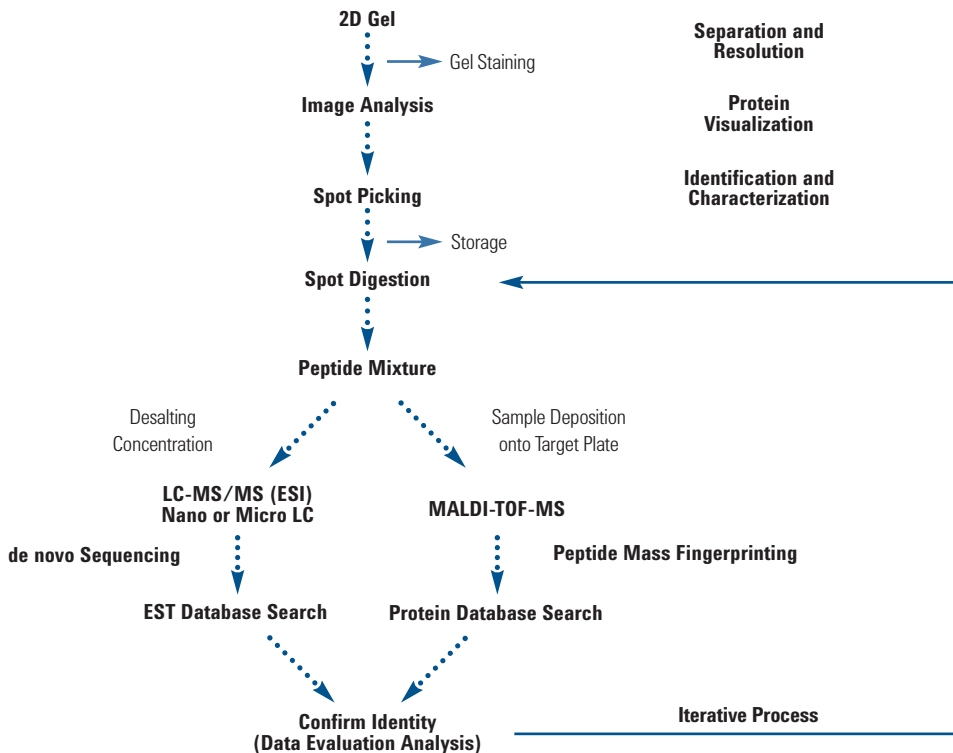 2D Gel
Separation and
Resolution
Gel Staining
Image Analysis
Protein
Visualization
Identification and
Characterization
Spot Picking
Storage
Spot Digestion
Peptide Mixture
Desalting
Concentration
Sample Deposition
onto Target Plate
LC-MS/MS (ESI)
Nano or Micro LC
MALDI-TOF-MS
de novo Sequencing
Peptide Mass Fingerprinting
EST Database Search
Protein Database Search
Iterative Process
Confirm Identity
(Data Evaluation Analysis)